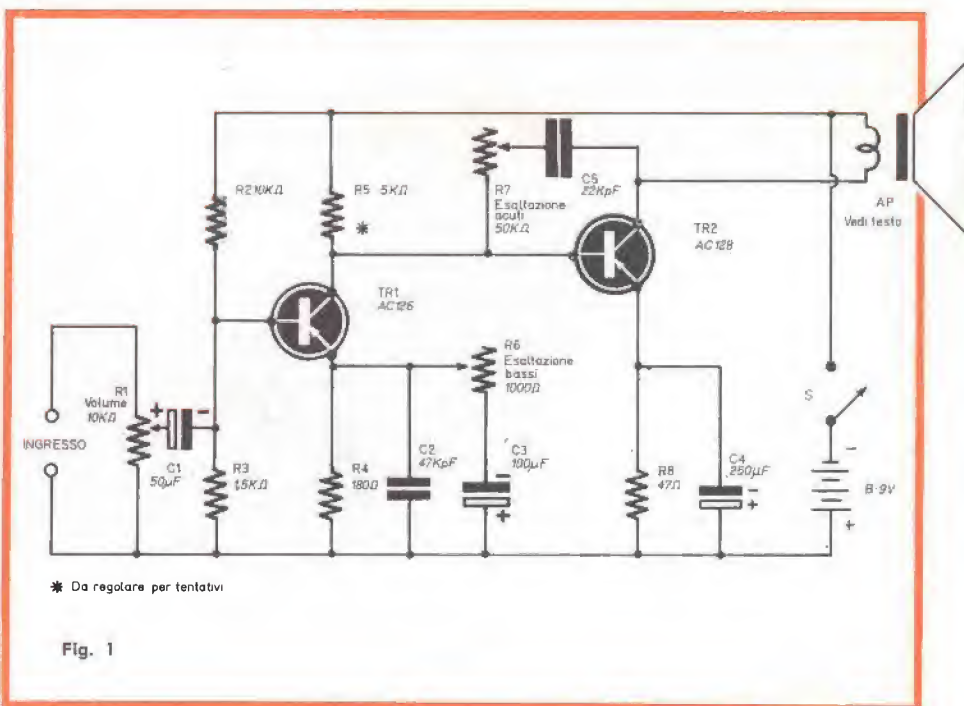 R2 10KΩ
R5 5KΩ
*
R7
Esaltazione
acuti
50KΩ
C5
22KpF
AP
Vedi testo
TR2
AC128
TR1
AC126
R1
Volume
10KΩ
+ -
C1
50μF
INGRESSO
R3
1,5KΩ
R4
180Ω
C2
47KpF
R6
Esaltazione
bassi
1000Ω
C3
100μF
-
+
R8
47Ω
C4
250μF
-
+
S
-
B-9V
+
* Da regolare per tentativi
Fig. 1